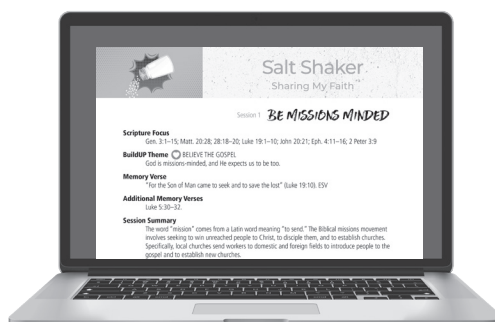 Salt Shaker
Sharing My Faith
Session 1 BE MISSIONS MINDED
Scripture Focus
Gen. 3:1–15; Matt. 20:28; 28:18–20; Luke 19:1–10; John 20:21; Eph. 4:11–16; 2 Peter 3:9
BuildUP Theme BELIEVE THE GOSPEL
God is missions-minded, and He expects us to be too.
Memory Verse
"For the Son of Man came to seek and to save the lost" (Luke 19:10). ESV
Additional Memory Verses
Luke 5:30–32.
Session Summary
The word "mission" comes from a Latin word meaning "to send." The Biblical missions movement
involves seeking to win unreached people to Christ, to disciple them, and to establish churches.
Specifically, local churches send workers to domestic and foreign fields to introduce people to the
gospel and to establish new churches.